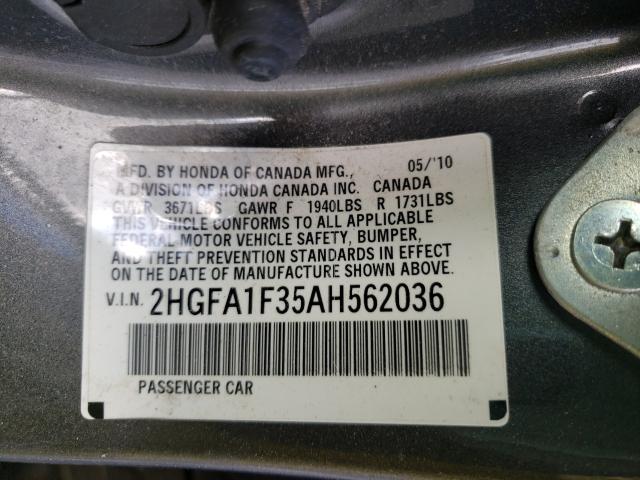 MFD. BY HONDA OF CANADA MFG., 05/'10
A DIVISION OF HONDA CANADA INC. CANADA
GVWR 3671LBS GAWR F 1940LBS R 1731LBS
THIS VEHICLE CONFORMS TO ALL APPLICABLE
FEDERAL MOTOR VEHICLE SAFETY, BUMPER,
AND THEFT PREVENTION STANDARDS IN EFFECT
ON THE DATE OF MANUFACTURE SHOWN ABOVE.
V.I.N. 2HGFA1F35AH562036
PASSENGER CAR